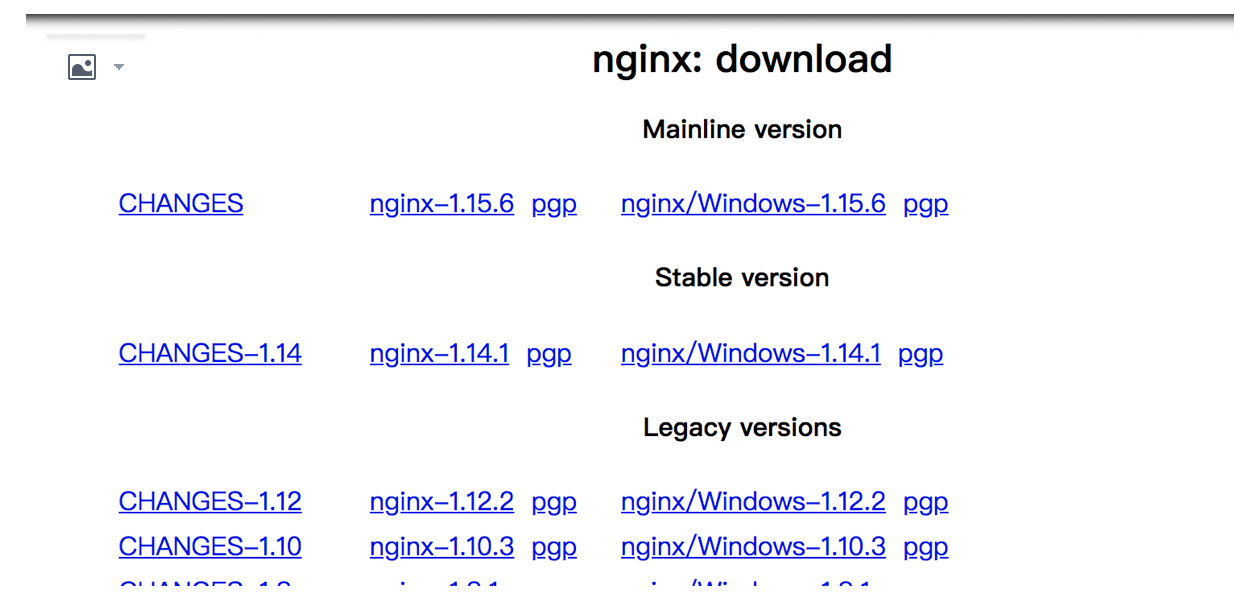 nginx: download
Mainline version
CHANGES nginx-1.15.6 pgp nginx/Windows-1.15.6 pgp
Stable version
CHANGES-1.14 nginx-1.14.1 pgp nginx/Windows-1.14.1 pgp
Legacy versions
CHANGES-1.12 nginx-1.12.2 pgp nginx/Windows-1.12.2 pgp
CHANGES-1.10 nginx-1.10.3 pgp nginx/Windows-1.10.3 pgp